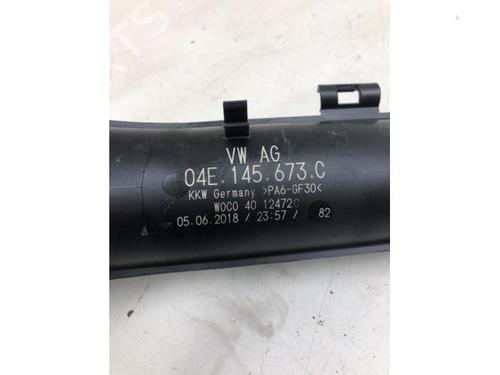 VW AG
04E.145.673.C
KKW Germany >PA6-GF30<
WOCO 40 12472C
05.06.2018 / 23:57 / 82